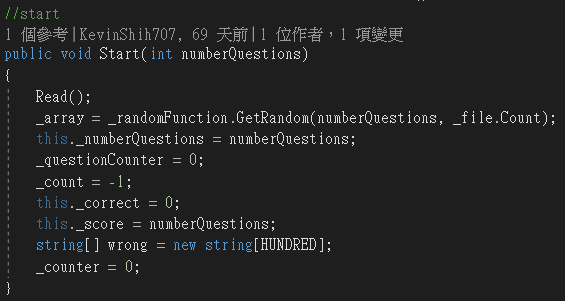 //start
1 個參考|KevinShih707, 69 天前|1 位作者，1 項變更
public void Start(int numberQuestions)
{
    Read();
    _array = _randomFunction.GetRandom(numberQuestions, _file.Count);
    this._numberQuestions = numberQuestions;
    _questionCounter = 0;
    _count = -1;
    this._correct = 0;
    this._score = numberQuestions;
    string[] wrong = new string[HUNDRED];
    _counter = 0;
}